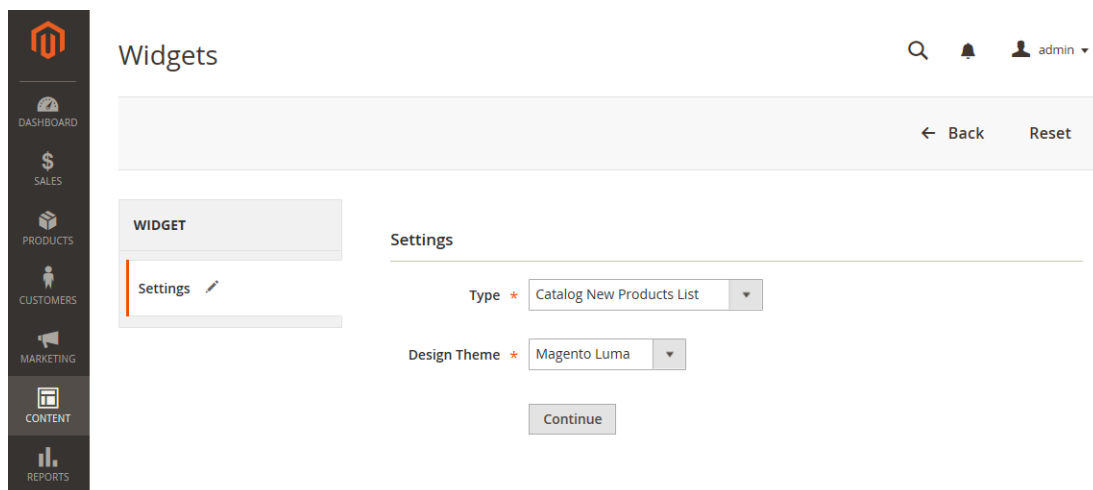 Widgets
admin
DASHBOARD
SALES
PRODUCTS
CUSTOMERS
MARKETING
CONTENT
REPORTS
← Back Reset
WIDGET
Settings
Settings
Type * Catalog New Products List
Design Theme * Magento Luma
Continue